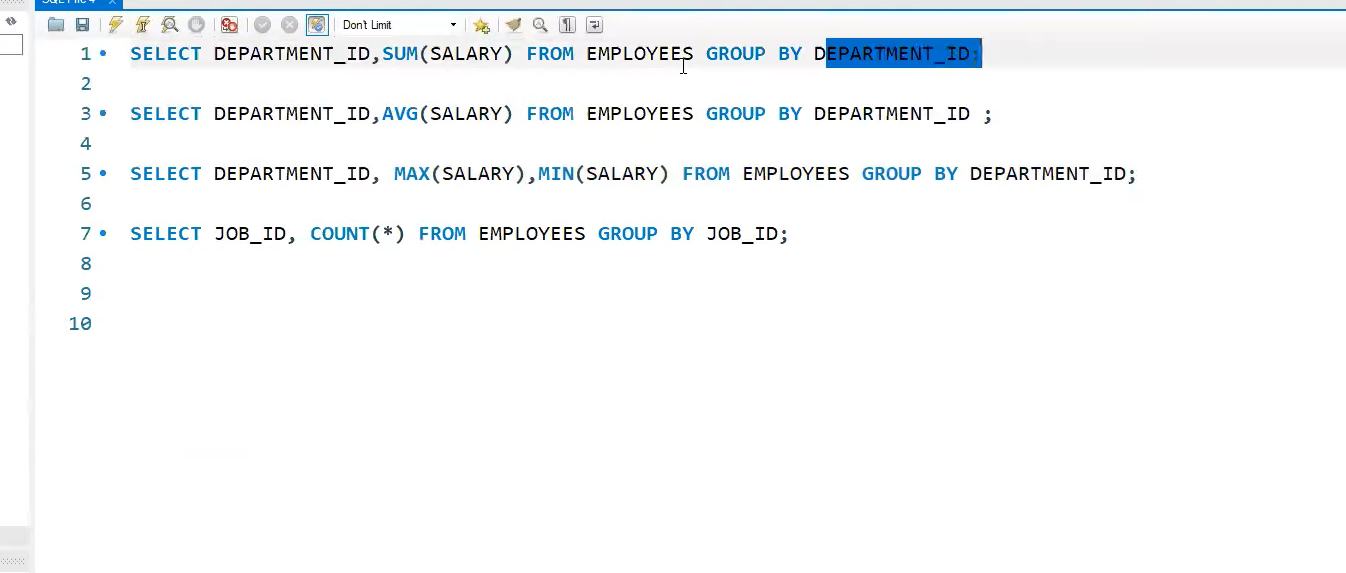 Don't Limit
1 SELECT DEPARTMENT_ID,SUM(SALARY) FROM EMPLOYEES GROUP BY DEPARTMENT_ID;
2
3 SELECT DEPARTMENT_ID,AVG(SALARY) FROM EMPLOYEES GROUP BY DEPARTMENT_ID ;
4
5 SELECT DEPARTMENT_ID, MAX(SALARY),MIN(SALARY) FROM EMPLOYEES GROUP BY DEPARTMENT_ID;
6
7 SELECT JOB_ID, COUNT(*) FROM EMPLOYEES GROUP BY JOB_ID;
8
9
10